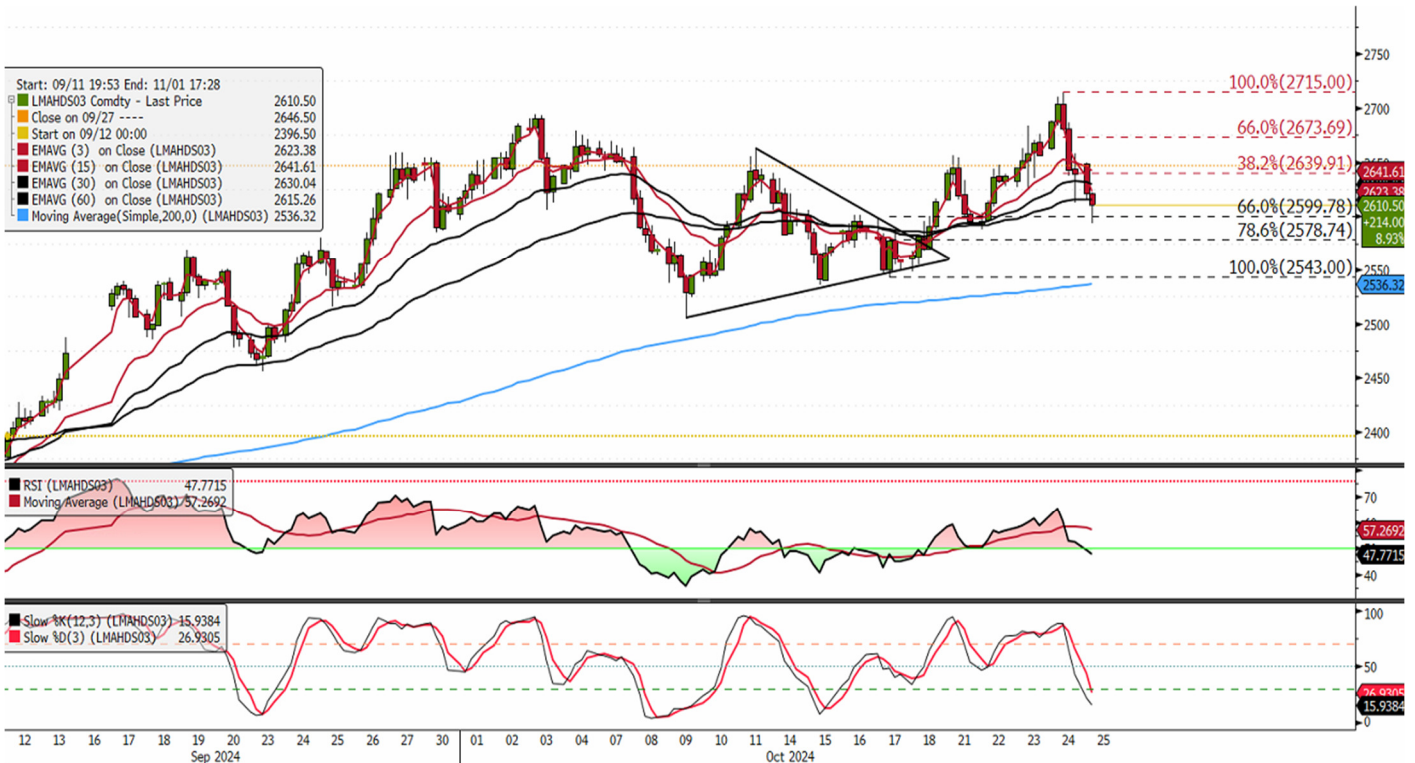 Start: 09/11 19:53 End: 11/01 17:28
LMAHDS03 Comdty - Last Price 2610.50
Close on 09/27 ---- 2646.50
Start on 09/12 00:00 2396.50
EMAVG (3) on Close (LMAHDS03) 2623.38
EMAVG (15) on Close (LMAHDS03) 2641.61
EMAVG (30) on Close (LMAHDS03) 2630.04
EMAVG (60) on Close (LMAHDS03) 2615.26
Moving Average(Simple,200,0) (LMAHDS03) 2536.32
100.0%(2715.00)
66.0%(2673.69)
38.2%(2639.91)
66.0%(2599.78)
78.6%(2578.74)
100.0%(2543.00)
2750
2700
2641.61
2623.38
2610.50
+214.00
8.93%
2550
2536.32
2500
2450
2400
RSI (LMAHDS03) 47.7715
Moving Average (LMAHDS03) 57.2692
70
57.2692
47.7715
40
Slow %K(12,3) (LMAHDS03) 15.9384
Slow %D(3) (LMAHDS03) 26.9305
100
50
26.9305
15.9384
0
12 13 16 17 18 19 20 23 24 25 26 27 30 01 02 03 04 07 08 09 10 11 14 15 16 17 18 21 22 23 24 25
Sep 2024 Oct 2024